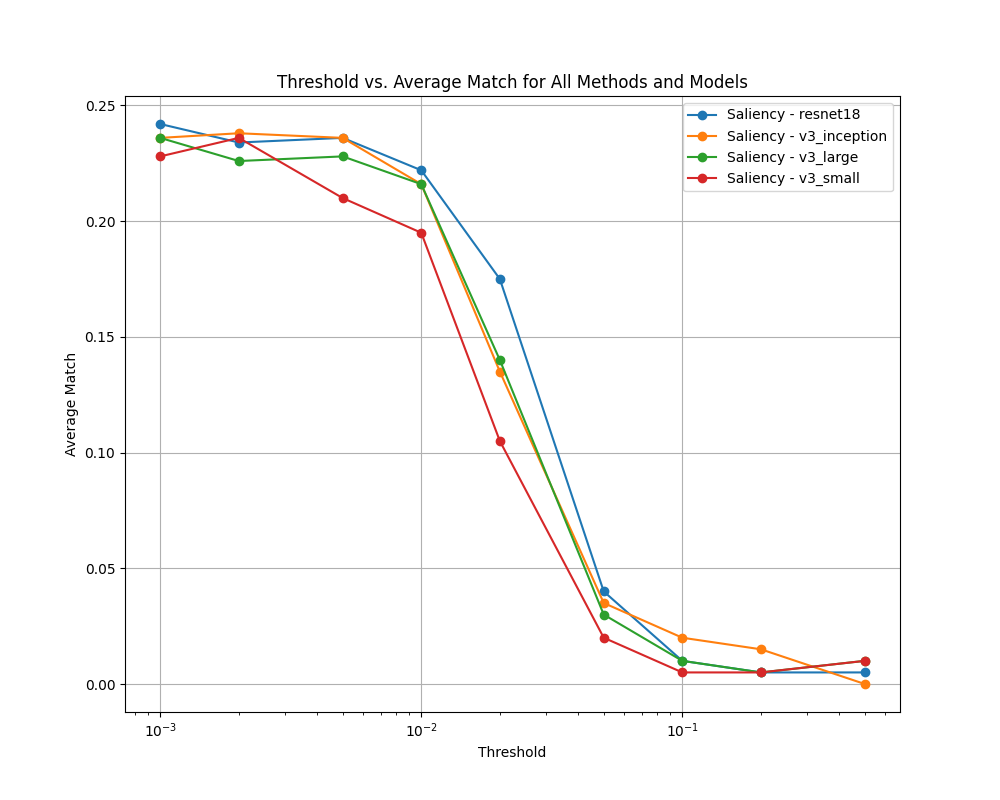 Threshold vs. Average Match for All Methods and Models
Saliency - resnet18
Saliency - v3_inception
Saliency - v3_large
Saliency - v3_small
0.25
0.20
0.15
0.10
0.05
0.00
Average Match
10⁻³
10⁻²
10⁻¹
Threshold